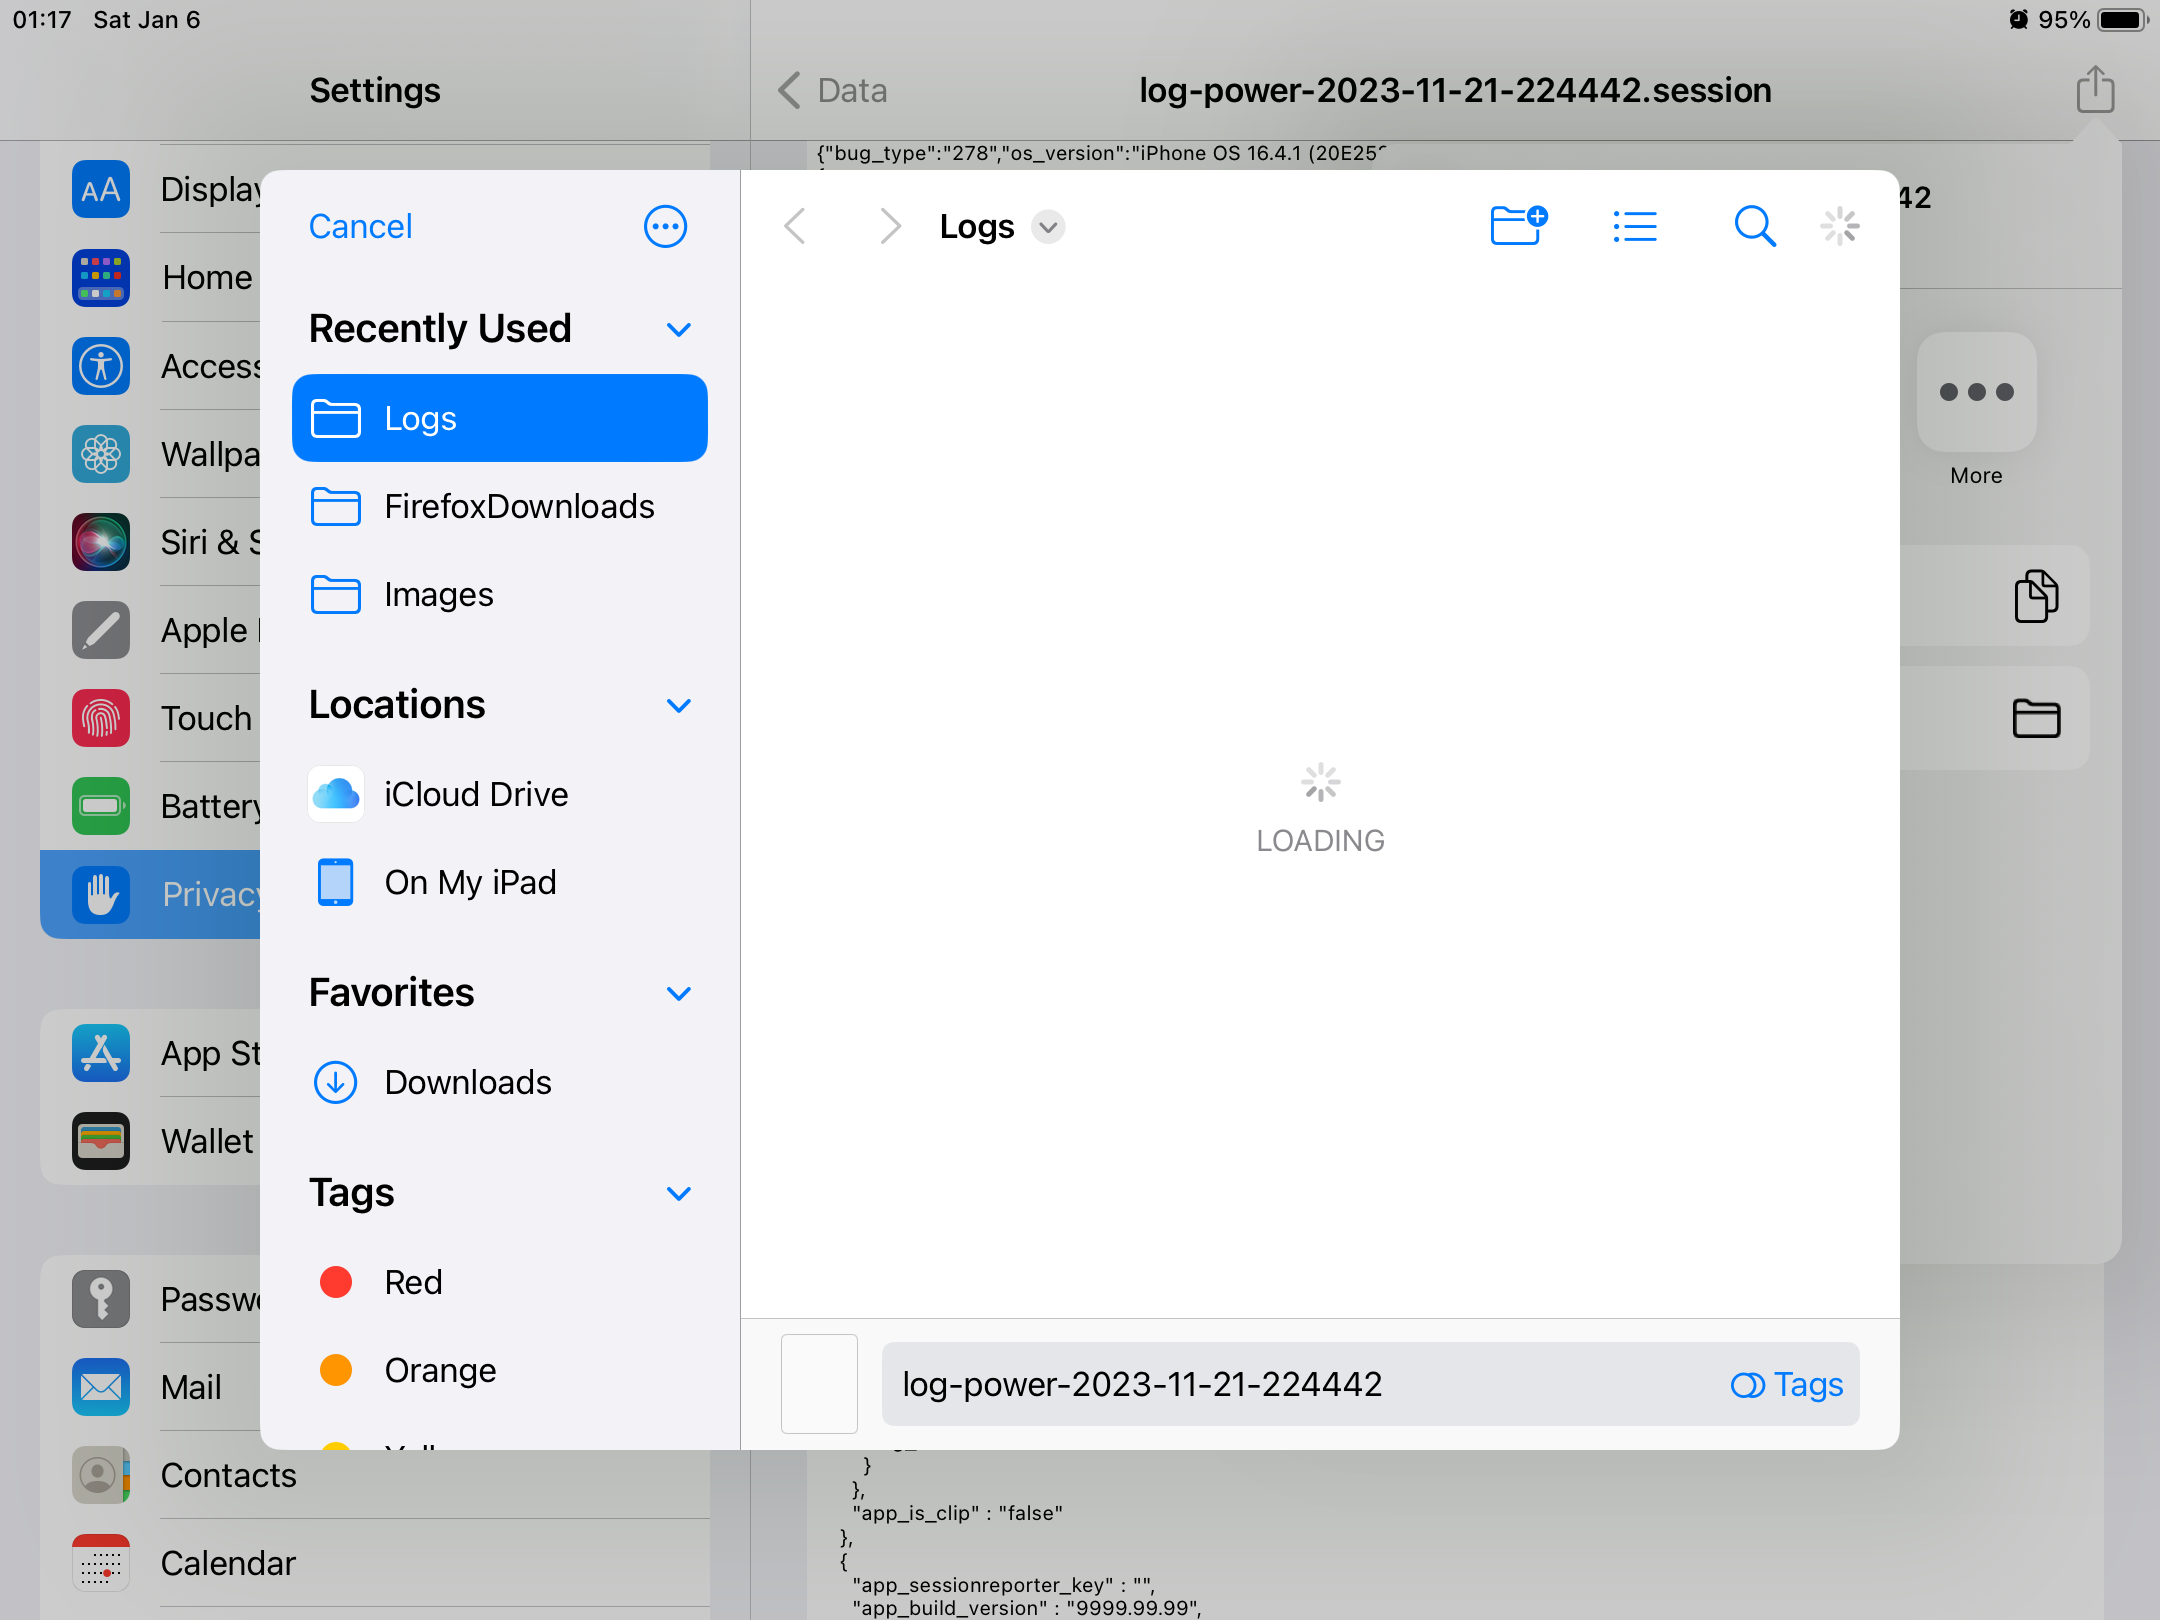 01:17 Sat Jan 6
95%
Settings
Data
log-power-2023-11-21-224442.session
{"bug_type":"278","os_version":"iPhone OS 16.4.1 (20E25
42
Display
Home
Access
Wallpa
Siri & S
Apple
Touch
Battery
Privacy
App St
Wallet
Passwo
Mail
Contacts
Calendar
Cancel
Recently Used
Logs
FirefoxDownloads
Images
Locations
iCloud Drive
On My iPad
Favorites
Downloads
Tags
Red
Orange
Logs
LOADING
log-power-2023-11-21-224442
Tags
More
}
},
"app_is_clip" : "false"
},
{
"app_sessionreporter_key" : "",
"app_build_version" : "9999.99.99",